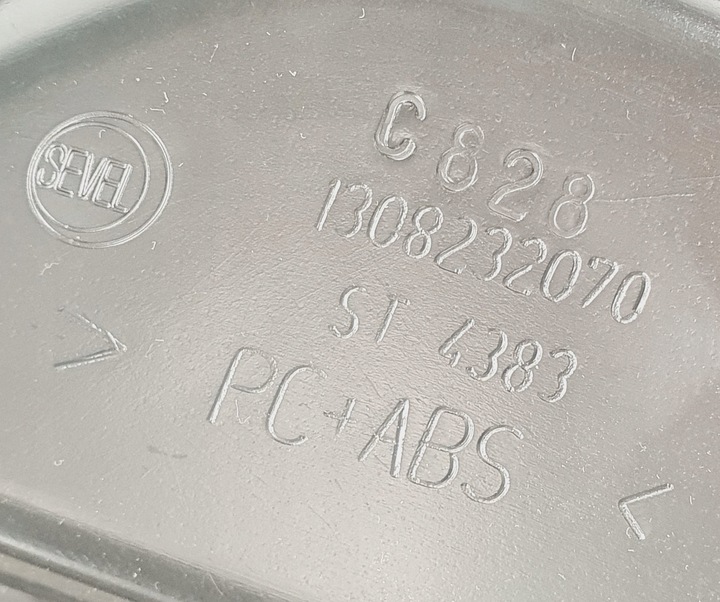 SEVEL
C 828
1308232070
ST 4383
>PC+ABS<